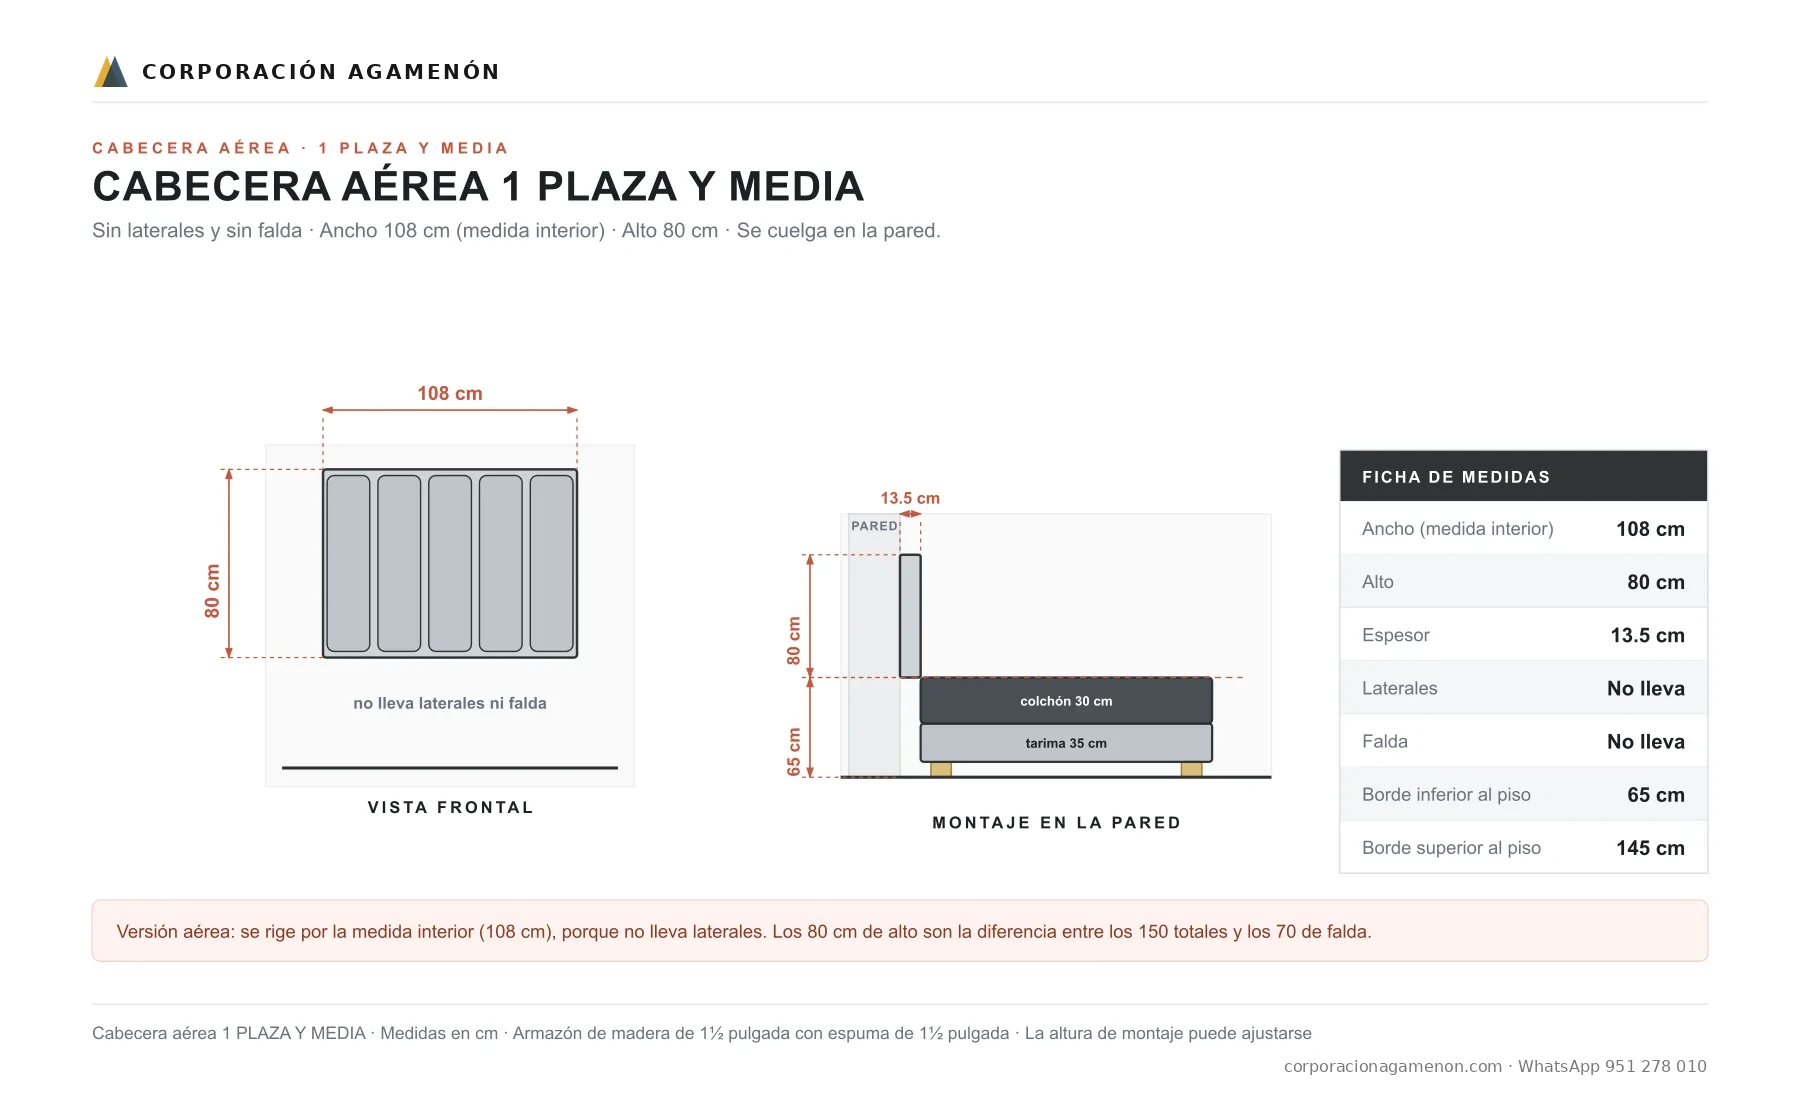 CORPORACIÓN AGAMENÓN
CABECERA AÉREA · 1 PLAZA Y MEDIA
CABECERA AÉREA 1 PLAZA Y MEDIA
Sin laterales y sin falda · Ancho 108 cm (medida interior) · Alto 80 cm · Se cuelga en la pared.
108 cm
80 cm
no lleva laterales ni falda
VISTA FRONTAL
13.5 cm
PARED
80 cm
65 cm
colchón 30 cm
tarima 35 cm
MONTAJE EN LA PARED
FICHA DE MEDIDAS
Ancho (medida interior) 108 cm
Alto 80 cm
Espesor 13.5 cm
Laterales No lleva
Falda No lleva
Borde inferior al piso 65 cm
Borde superior al piso 145 cm
Versión aérea: se rige por la medida interior (108 cm), porque no lleva laterales. Los 80 cm de alto son la diferencia entre los 150 totales y los 70 de falda.
Cabecera aérea 1 PLAZA Y MEDIA · Medidas en cm · Armazón de madera de 1½ pulgada con espuma de 1½ pulgada · La altura de montaje puede ajustarse
corporacionagamenon.com · WhatsApp 951 278 010